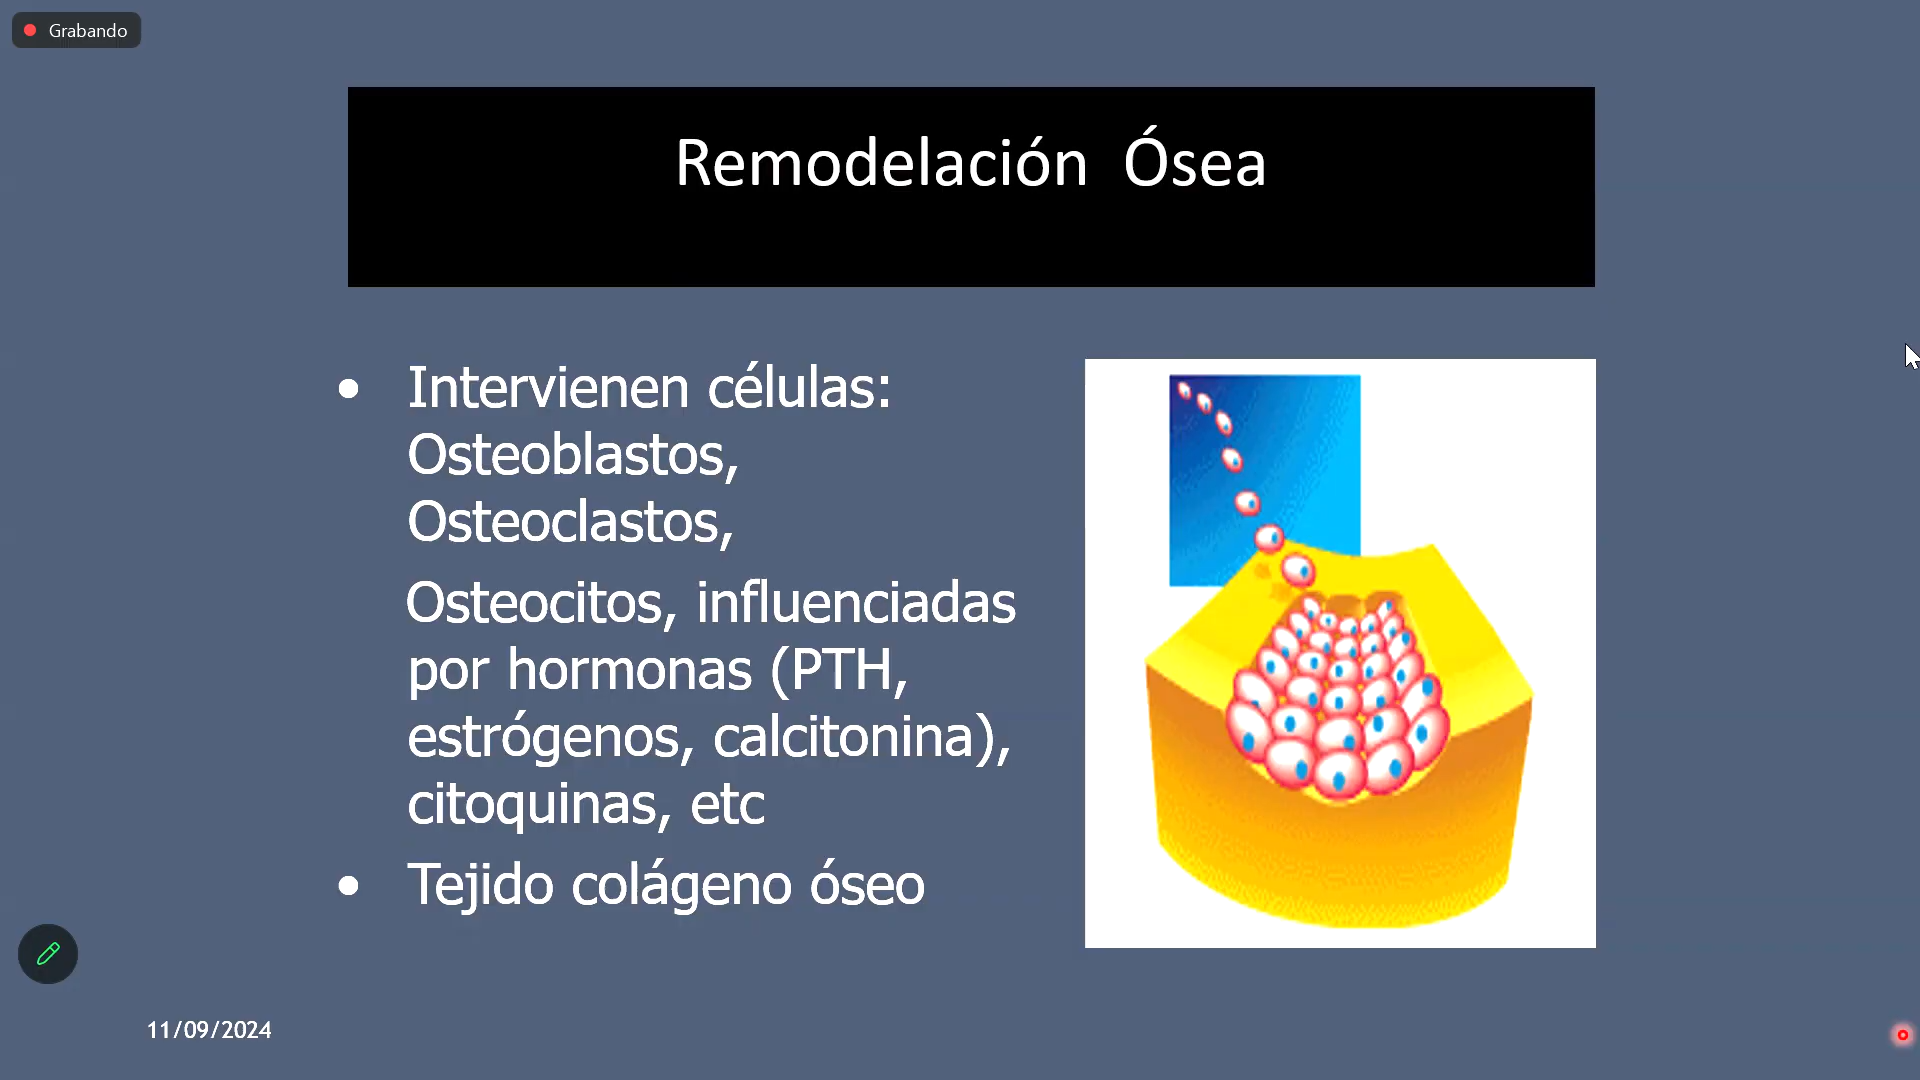 Grabando
Remodelación Ósea
• Intervienen células:
Osteoblastos,
Osteoclastos,
Osteocitos, influenciadas
por hormonas (PTH,
estrógenos, calcitonina),
citoquinas, etc
• Tejido colágeno óseo
11/09/2024